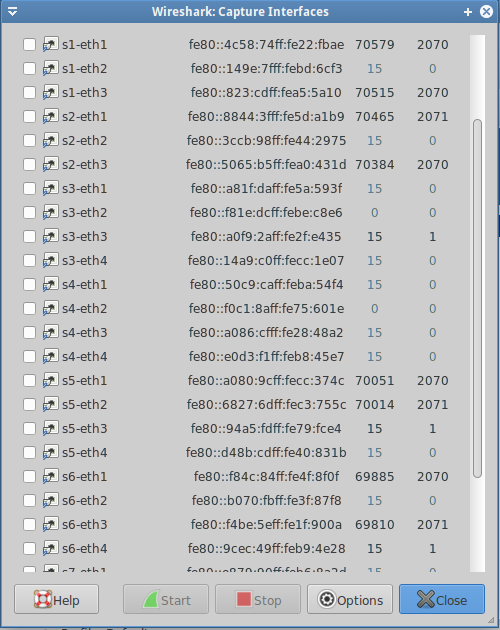 Wireshark: Capture Interfaces
s1-eth1 fe80::4c58:74ff:fe22:fbae 70579 2070
s1-eth2 fe80::149e:7fff:febd:6cf3 15 0
s1-eth3 fe80::823:cdff:fea5:5a10 70515 2070
s2-eth1 fe80::8844:3fff:fe5d:a1b9 70465 2071
s2-eth2 fe80::3ccb:98ff:fe44:2975 15 0
s2-eth3 fe80::5065:b5ff:fea0:431d 70384 2070
s3-eth1 fe80::a81f:daff:fe5a:593f 15 0
s3-eth2 fe80::f81e:dcff:febe:c8e6 0 0
s3-eth3 fe80::a0f9:2aff:fe2f:e435 15 1
s3-eth4 fe80::14a9:c0ff:fecc:1e07 15 0
s4-eth1 fe80::50c9:caff:feba:54f4 15 0
s4-eth2 fe80::f0c1:8aff:fe75:601e 0 0
s4-eth3 fe80::a086:cfff:fe28:48a2 15 0
s4-eth4 fe80::e0d3:f1ff:feb8:45e7 15 0
s5-eth1 fe80::a080:9cff:fecc:374c 70051 2070
s5-eth2 fe80::6827:6dff:fec3:755c 70014 2071
s5-eth3 fe80::94a5:fdff:fe79:fce4 15 1
s5-eth4 fe80::d48b:cdff:fe40:831b 15 0
s6-eth1 fe80::f84c:84ff:fe4f:8f0f 69885 2070
s6-eth2 fe80::b070:fbff:fe3f:87f8 15 0
s6-eth3 fe80::f4be:5eff:fe1f:900a 69810 2071
s6-eth4 fe80::9cec:49ff:feb9:4e28 15 1
s7-eth1 15 0
Help Start Stop Options Close